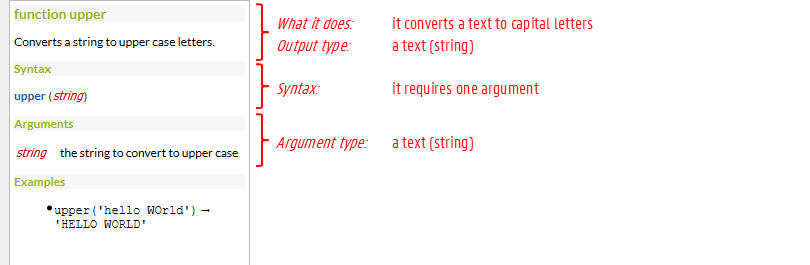 function upper
Converts a string to upper case letters.
Syntax
upper (string)
Arguments
string the string to convert to upper case
Examples
•upper('hello WOrld') →
'HELLO WORLD'
What it does: it converts a text to capital letters
Output type: a text (string)
Syntax: it requires one argument
Argument type: a text (string)